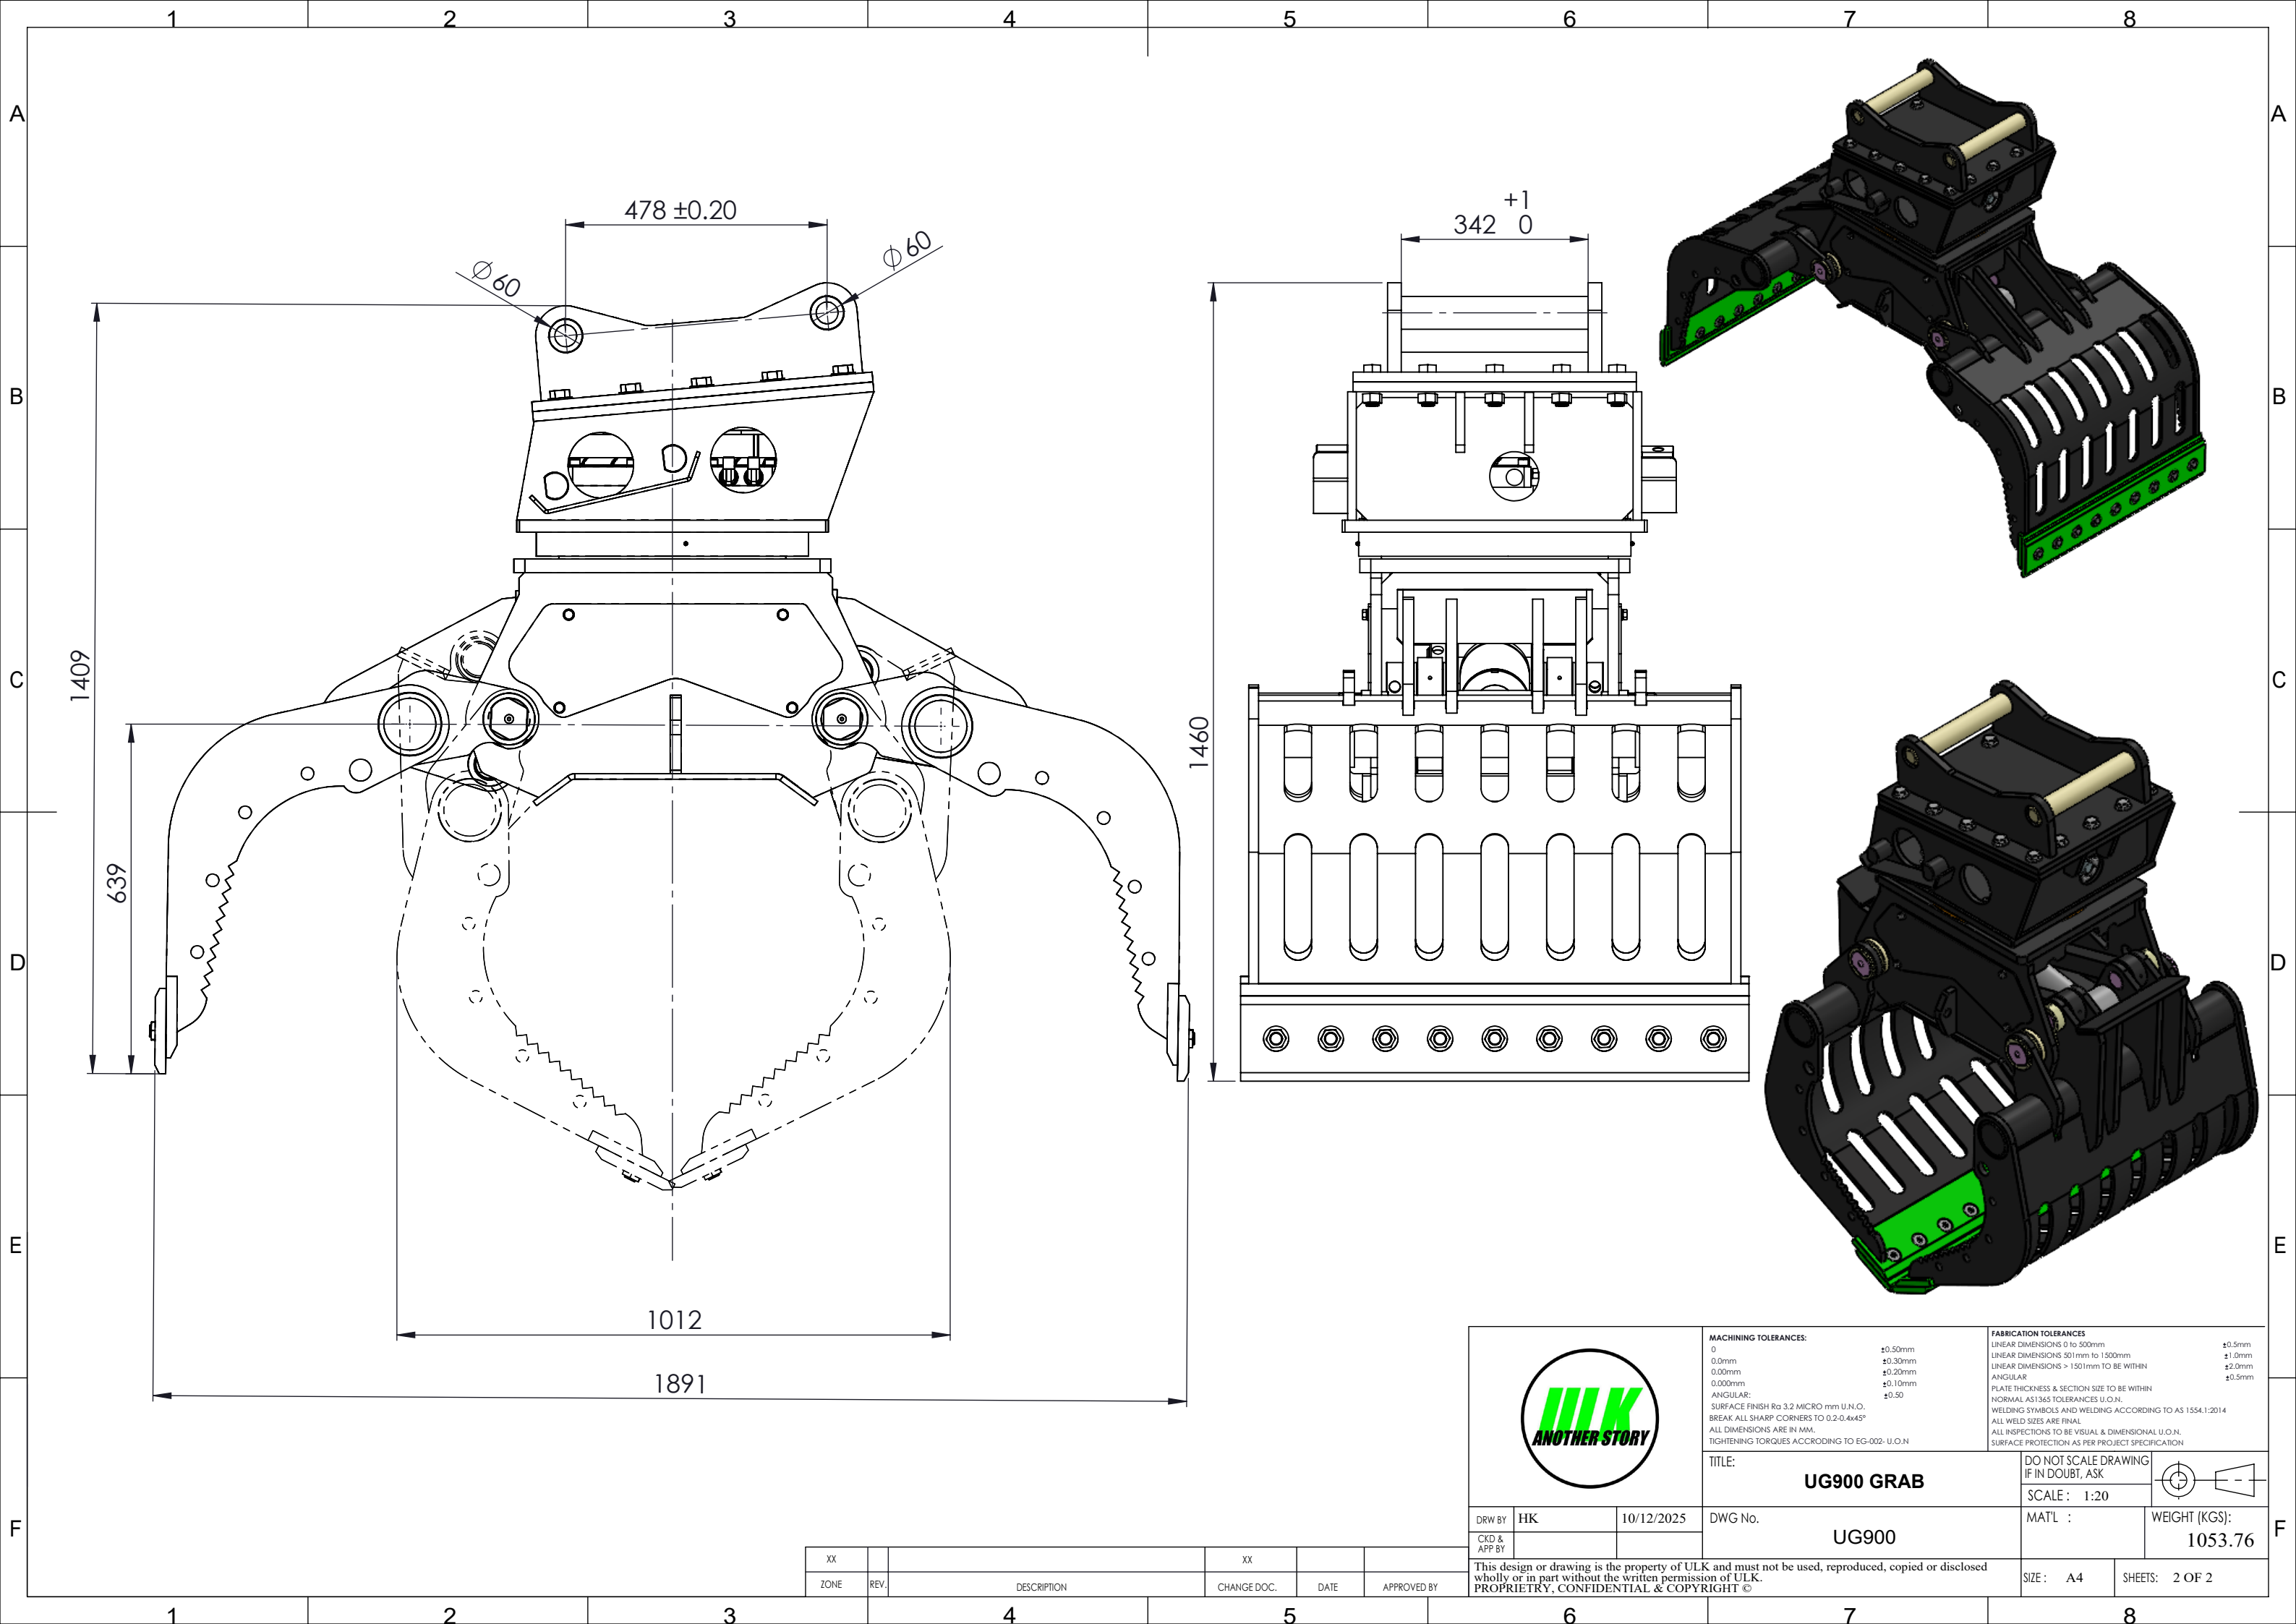 1 2 3 4 5 6 7 8
A A
B B
C C
D D
E E
F F
478 ±0.20
⌀ 60
⌀ 60
+1
342 0
1409
639
1460
1012
1891
ULK
ANOTHER STORY
MACHINING TOLERANCES:
0 ±0.50mm
0.0mm ±0.30mm
0.00mm ±0.20mm
0.000mm ±0.10mm
ANGULAR: ±0.50
SURFACE FINISH Ra 3.2 MICRO mm U.N.O.
BREAK ALL SHARP CORNERS TO 0.2-0.4x45°
ALL DIMENSIONS ARE IN MM.
TIGHTENING TORQUES ACCRODING TO EG-002- U.O.N
FABRICATION TOLERANCES
LINEAR DIMENSIONS 0 to 500mm ±0.5mm
LINEAR DIMENSIONS 501mm to 1500mm ±1.0mm
LINEAR DIMENSIONS > 1501mm TO BE WITHIN ±2.0mm
ANGULAR ±0.5mm
PLATE THICKNESS & SECTION SIZE TO BE WITHIN
NORMAL AS1365 TOLERANCES U.O.N.
WELDING SYMBOLS AND WELDING ACCORDING TO AS 1554.1:2014
ALL WELD SIZES ARE FINAL
ALL INSPECTIONS TO BE VISUAL & DIMENSIONAL U.O.N.
SURFACE PROTECTION AS PER PROJECT SPECIFICATION
TITLE:
UG900 GRAB
DO NOT SCALE DRAWING
IF IN DOUBT, ASK
SCALE : 1:20
DRW BY HK 10/12/2025
CKD &
APP BY
DWG No.
UG900
MAT'L :
WEIGHT (KGS):
1053.76
This design or drawing is the property of ULK and must not be used, reproduced, copied or disclosed
wholly or in part without the written permission of ULK.
PROPRIETRY, CONFIDENTIAL & COPYRIGHT ©
SIZE : A4
SHEETS: 2 OF 2
XX XX
ZONE REV. DESCRIPTION CHANGE DOC. DATE APPROVED BY
1 2 3 4 5 6 7 8